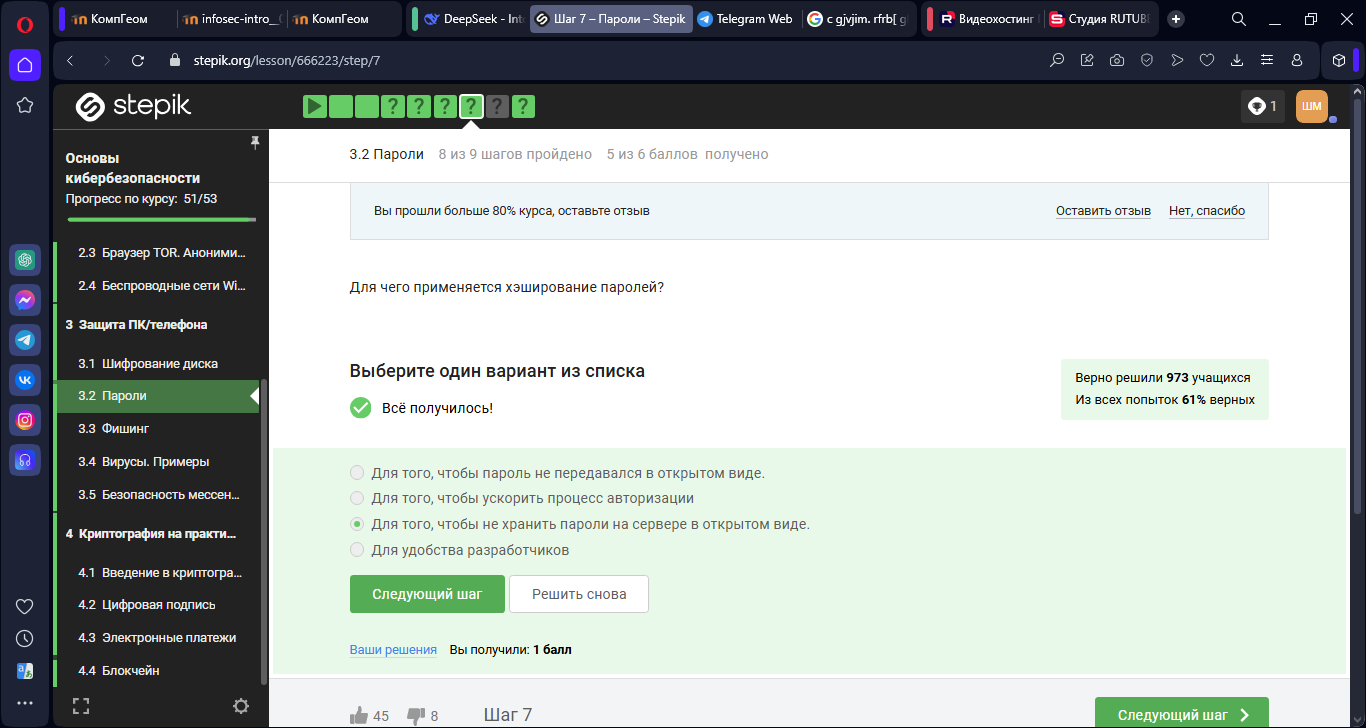 КомпГеом
infosec-intro__(
КомпГеом
DeepSeek - Int
Шаг 7 – Пароли – Stepik
Telegram Web
с gjvjim. rfrb[ g
Видеохостинг
Студия RUTUBE
stepik.org/lesson/666223/step/7
stepik
? ? ? ? ? ?
1
ШМ
Основы
кибербезопасности
Прогресс по курсу: 51/53
2.3 Браузер TOR. Аноними...
2.4 Беспроводные сети Wi...
3 Защита ПК/телефона
3.1 Шифрование диска
3.2 Пароли
3.3 Фишинг
3.4 Вирусы. Примеры
3.5 Безопасность мессен...
4 Криптография на практи...
4.1 Введение в криптогра...
4.2 Цифровая подпись
4.3 Электронные платежи
4.4 Блокчейн
3.2 Пароли 8 из 9 шагов пройдено 5 из 6 баллов получено
Вы прошли больше 80% курса, оставьте отзыв
Оставить отзыв
Нет, спасибо
Для чего применяется хэширование паролей?
Выберите один вариант из списка
Всё получилось!
Верно решили 973 учащихся
Из всех попыток 61% верных
Для того, чтобы пароль не передавался в открытом виде.
Для того, чтобы ускорить процесс авторизации
Для того, чтобы не хранить пароли на сервере в открытом виде.
Для удобства разработчиков
Следующий шаг
Решить снова
Ваши решения Вы получили: 1 балл
45
8
Шаг 7
Следующий шаг